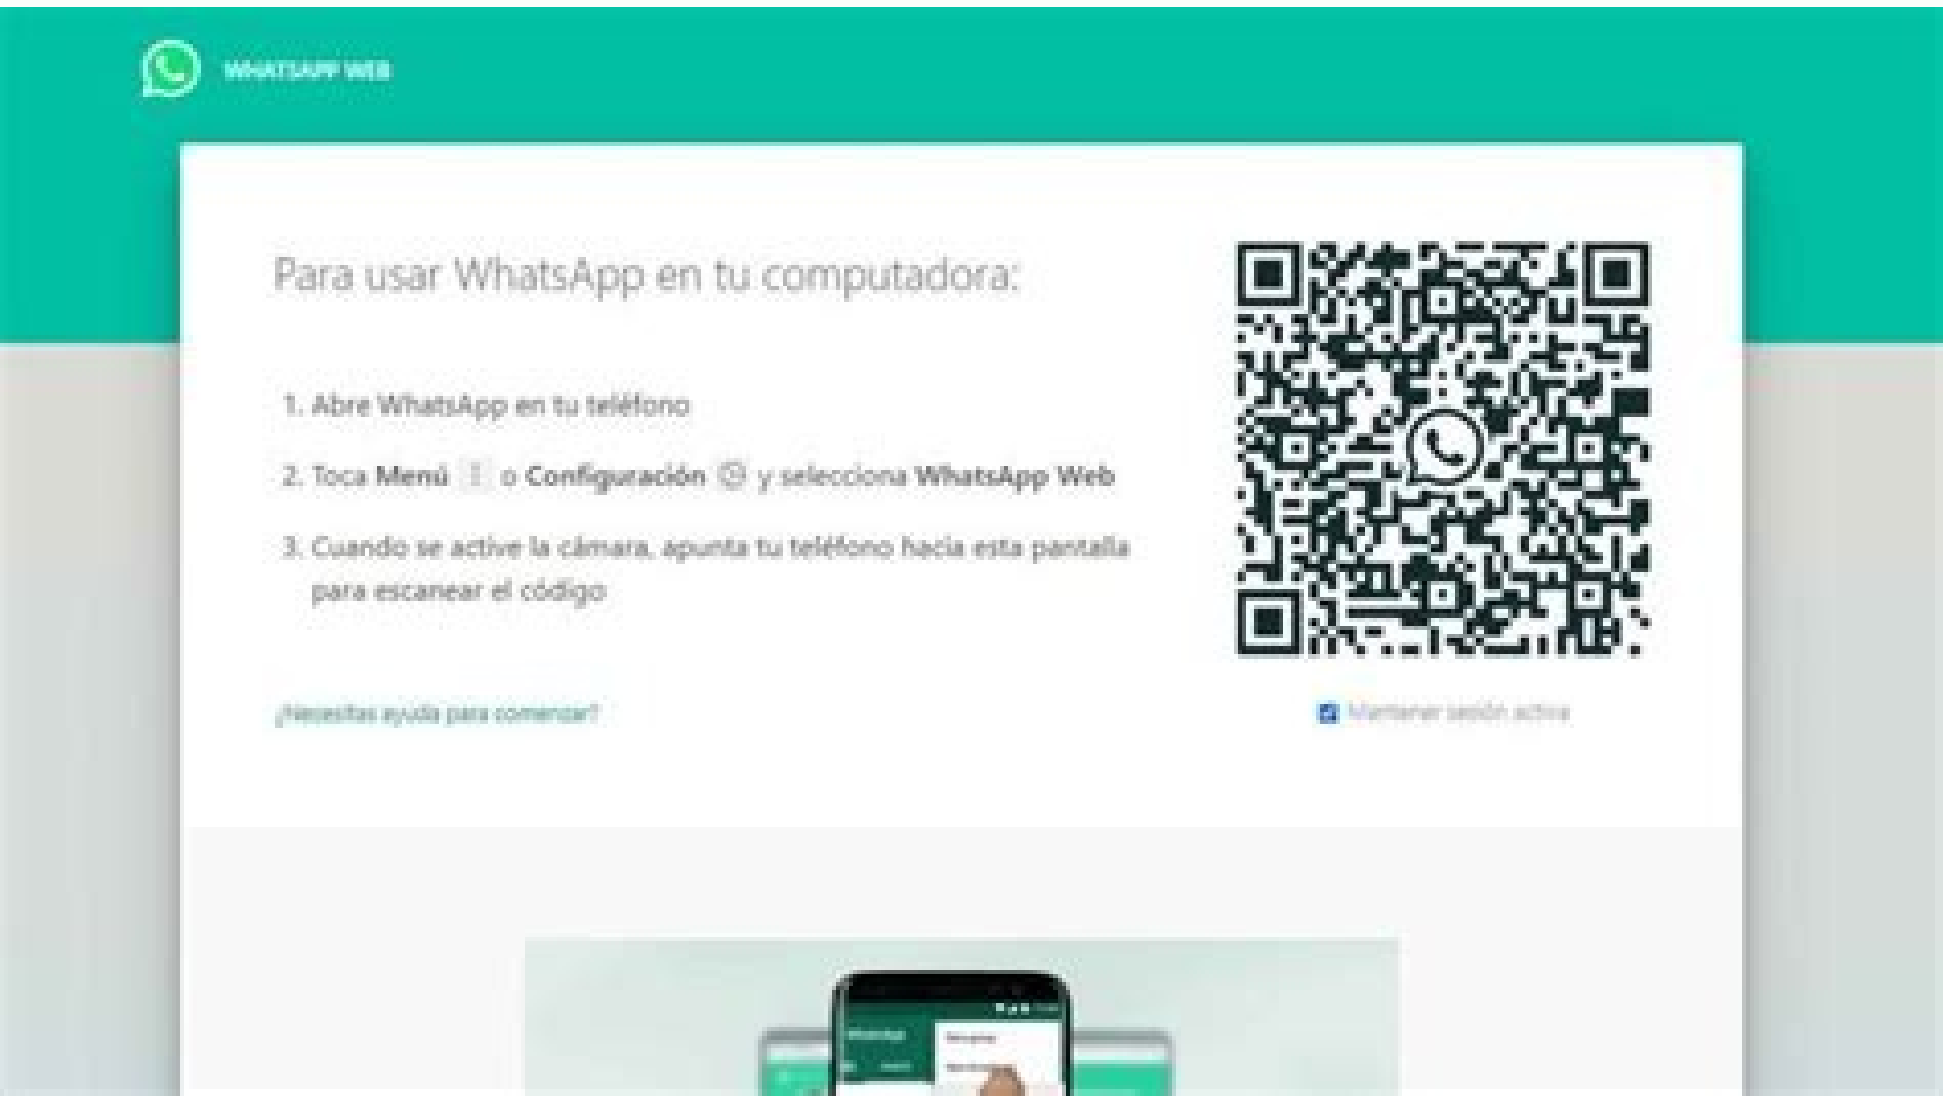 WHATSAPP WEB
Para usar WhatsApp en tu computadora:
1. Abre WhatsApp en tu teléfono
2. Toca Menú o Configuración y selecciona WhatsApp Web
3. Cuando se active la cámara, apunta tu teléfono hacia esta pantalla
para escanear el código
¿Necesitas ayuda para comenzar?
Mantener sesión activa
WhatsApp